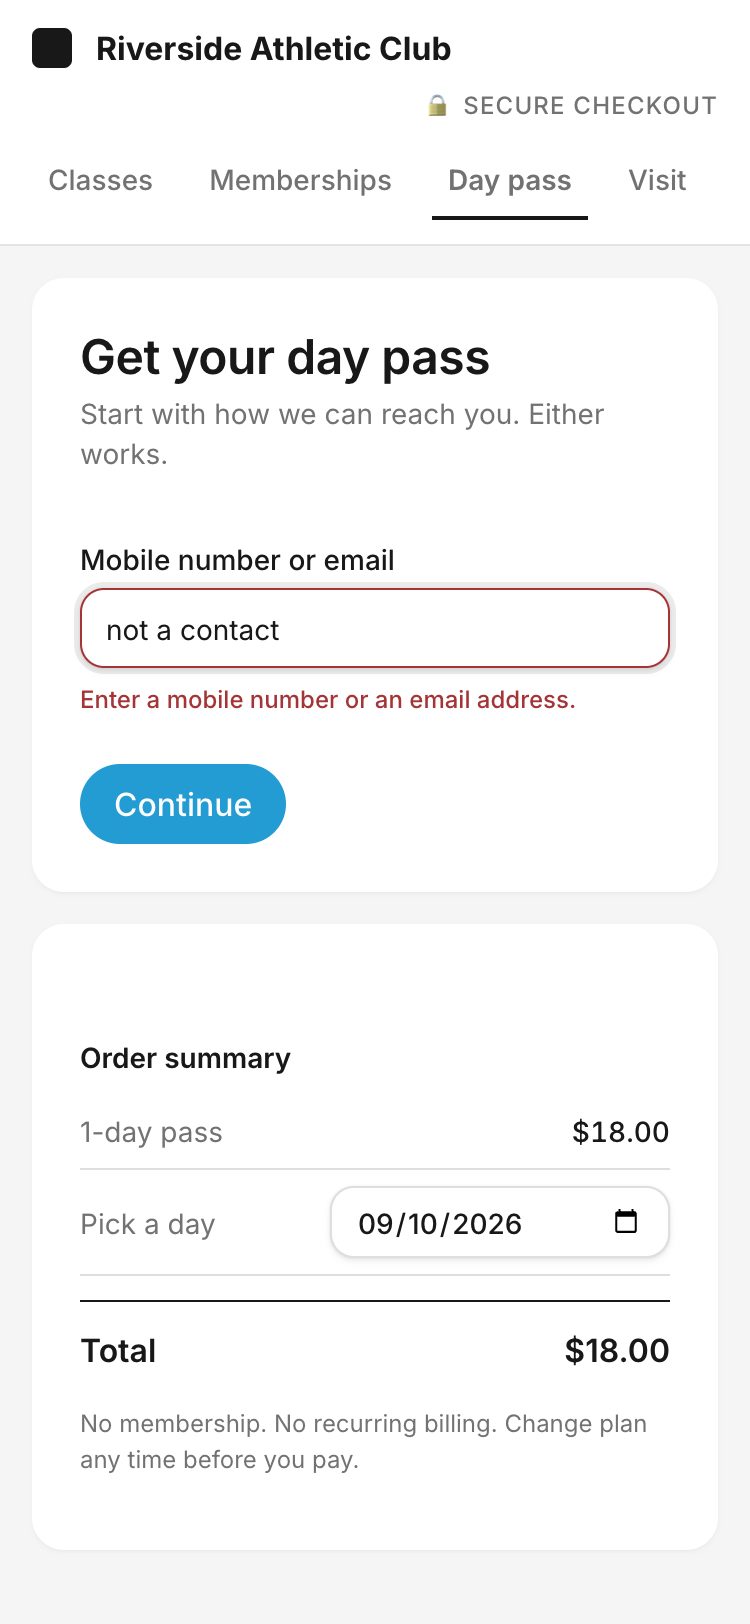 Riverside Athletic Club
🔒 SECURE CHECKOUT
Classes Memberships Day pass Visit
Get your day pass
Start with how we can reach you. Either
works.
Mobile number or email
not a contact
Enter a mobile number or an email address.
Continue
Order summary
1-day pass $18.00
Pick a day 09/10/2026
Total $18.00
No membership. No recurring billing. Change plan
any time before you pay.